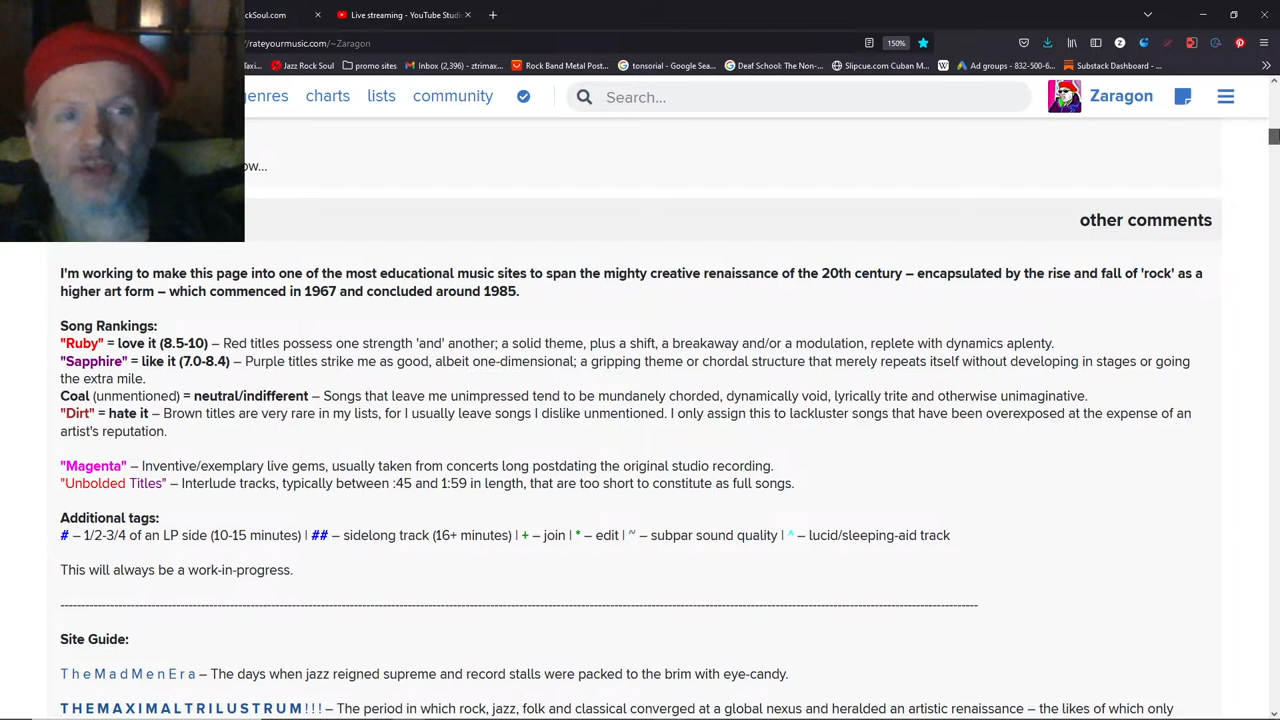 ckSoul.com
Live streaming - YouTube Studi
//rateyourmusic.com/~Zaragon
150%
Taxi...
Jazz Rock Soul
promo sites
Inbox (2,396) - ztrimax...
Rock Band Metal Post...
tonsorial - Google Sea...
Deaf School: The Non-...
Slipcue.com Cuban M...
Ad groups - 832-500-6...
Substack Dashboard -...
genres charts lists community
Search...
Zaragon
ow...
other comments
I'm working to make this page into one of the most educational music sites to span the mighty creative renaissance of the 20th century – encapsulated by the rise and fall of 'rock' as a
higher art form – which commenced in 1967 and concluded around 1985.
Song Rankings:
"Ruby" = love it (8.5-10) – Red titles possess one strength 'and' another; a solid theme, plus a shift, a breakaway and/or a modulation, replete with dynamics aplenty.
"Sapphire" = like it (7.0-8.4) – Purple titles strike me as good, albeit one-dimensional; a gripping theme or chordal structure that merely repeats itself without developing in stages or going
the extra mile.
Coal (unmentioned) = neutral/indifferent – Songs that leave me unimpressed tend to be mundanely chorded, dynamically void, lyrically trite and otherwise unimaginative.
"Dirt" = hate it – Brown titles are very rare in my lists, for I usually leave songs I dislike unmentioned. I only assign this to lackluster songs that have been overexposed at the expense of an
artist's reputation.
"Magenta" – Inventive/exemplary live gems, usually taken from concerts long postdating the original studio recording.
"Unbolded Titles" – Interlude tracks, typically between :45 and 1:59 in length, that are too short to constitute as full songs.
Additional tags:
# – 1/2-3/4 of an LP side (10-15 minutes) | ## – sidelong track (16+ minutes) | + – join | * – edit | ~ – subpar sound quality | ^ – lucid/sleeping-aid track
This will always be a work-in-progress.
----------------------------------------------------------------------------------------------------
Site Guide:
T h e M a d M e n E r a – The days when jazz reigned supreme and record stalls were packed to the brim with eye-candy.
T H E M A X I M A L T R I L U S T R U M ! ! ! – The period in which rock, jazz, folk and classical converged at a global nexus and heralded an artistic renaissance – the likes of which only